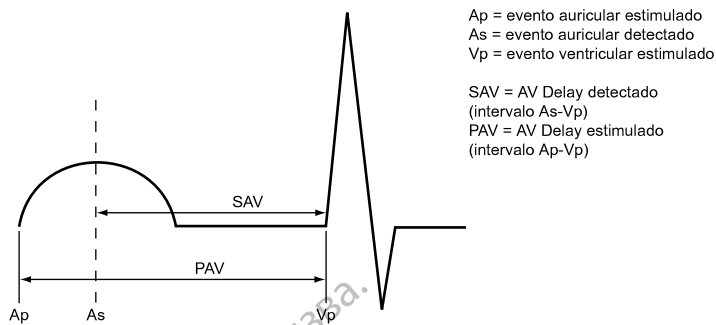 Ap = evento auricular estimulado
As = evento auricular detectado
Vp = evento ventricular estimulado
SAV = AV Delay detectado
(intervalo As-Vp)
PAV = AV Delay estimulado
(intervalo Ap-Vp)
SAV
PAV
Ap As Vp